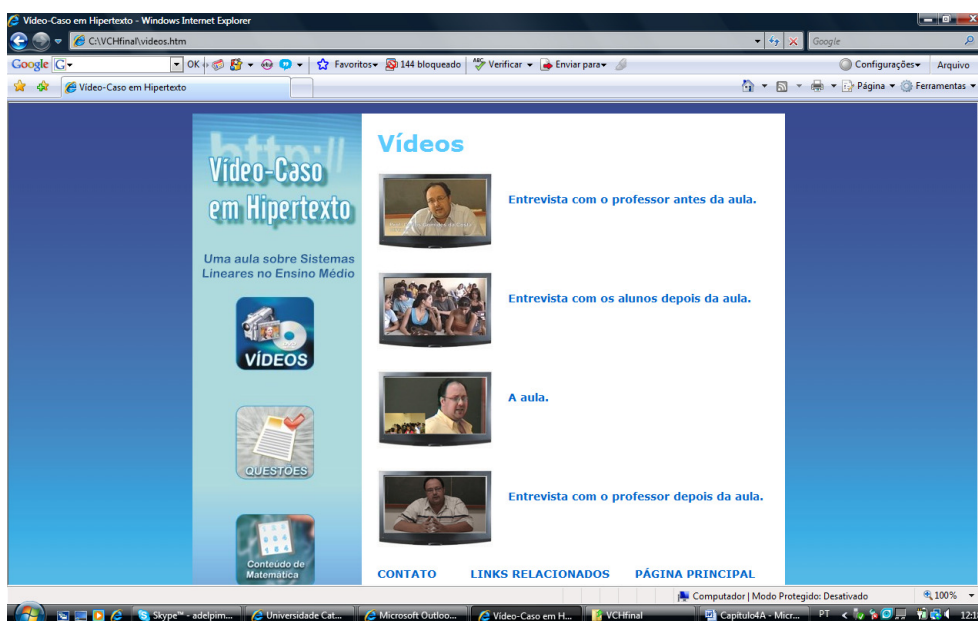 Vídeo-Caso em Hipertexto - Windows Internet Explorer
C:\VCHfinal\videos.htm
Google
Google
OK
Favoritos
144 bloqueado
Verificar
Enviar para
Configurações
Arquivo
Vídeo-Caso em Hipertexto
Página
Ferramentas
http://
Vídeo-Caso
em Hipertexto
Uma aula sobre Sistemas
Lineares no Ensino Médio
VÍDEOS
QUESTÕES
Conteúdo de
Matemática
Vídeos
Entrevista com o professor antes da aula.
Entrevista com os alunos depois da aula.
A aula.
Entrevista com o professor depois da aula.
CONTATO LINKS RELACIONADOS PÁGINA PRINCIPAL
Computador | Modo Protegido: Desativado
100%
Skype™ - adelpim...
Universidade Cat...
Microsoft Outloo...
Vídeo-Caso em H...
VCHfinal
Capitulo4A - Micr...
PT